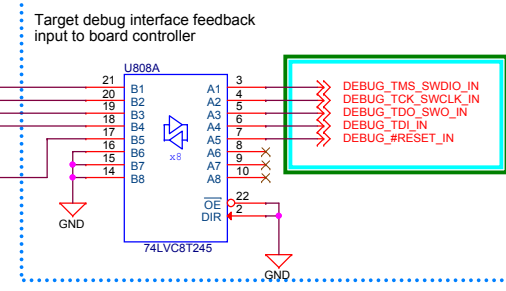 Target debug interface feedback
input to board controller
U808A
21 B1 A1 3 DEBUG_TMS_SWDIO_IN
20 B2 A2 4 DEBUG_TCK_SWCLK_IN
19 B3 A3 5 DEBUG_TDO_SWO_IN
18 B4 A4 6 DEBUG_TDI_IN
17 B5 A5 7 DEBUG_#RESET_IN
16 B6 A6 8
15 B7 A7 9
14 B8 A8 10
x8
OE 22
DIR 2
GND
74LVC8T245
GND